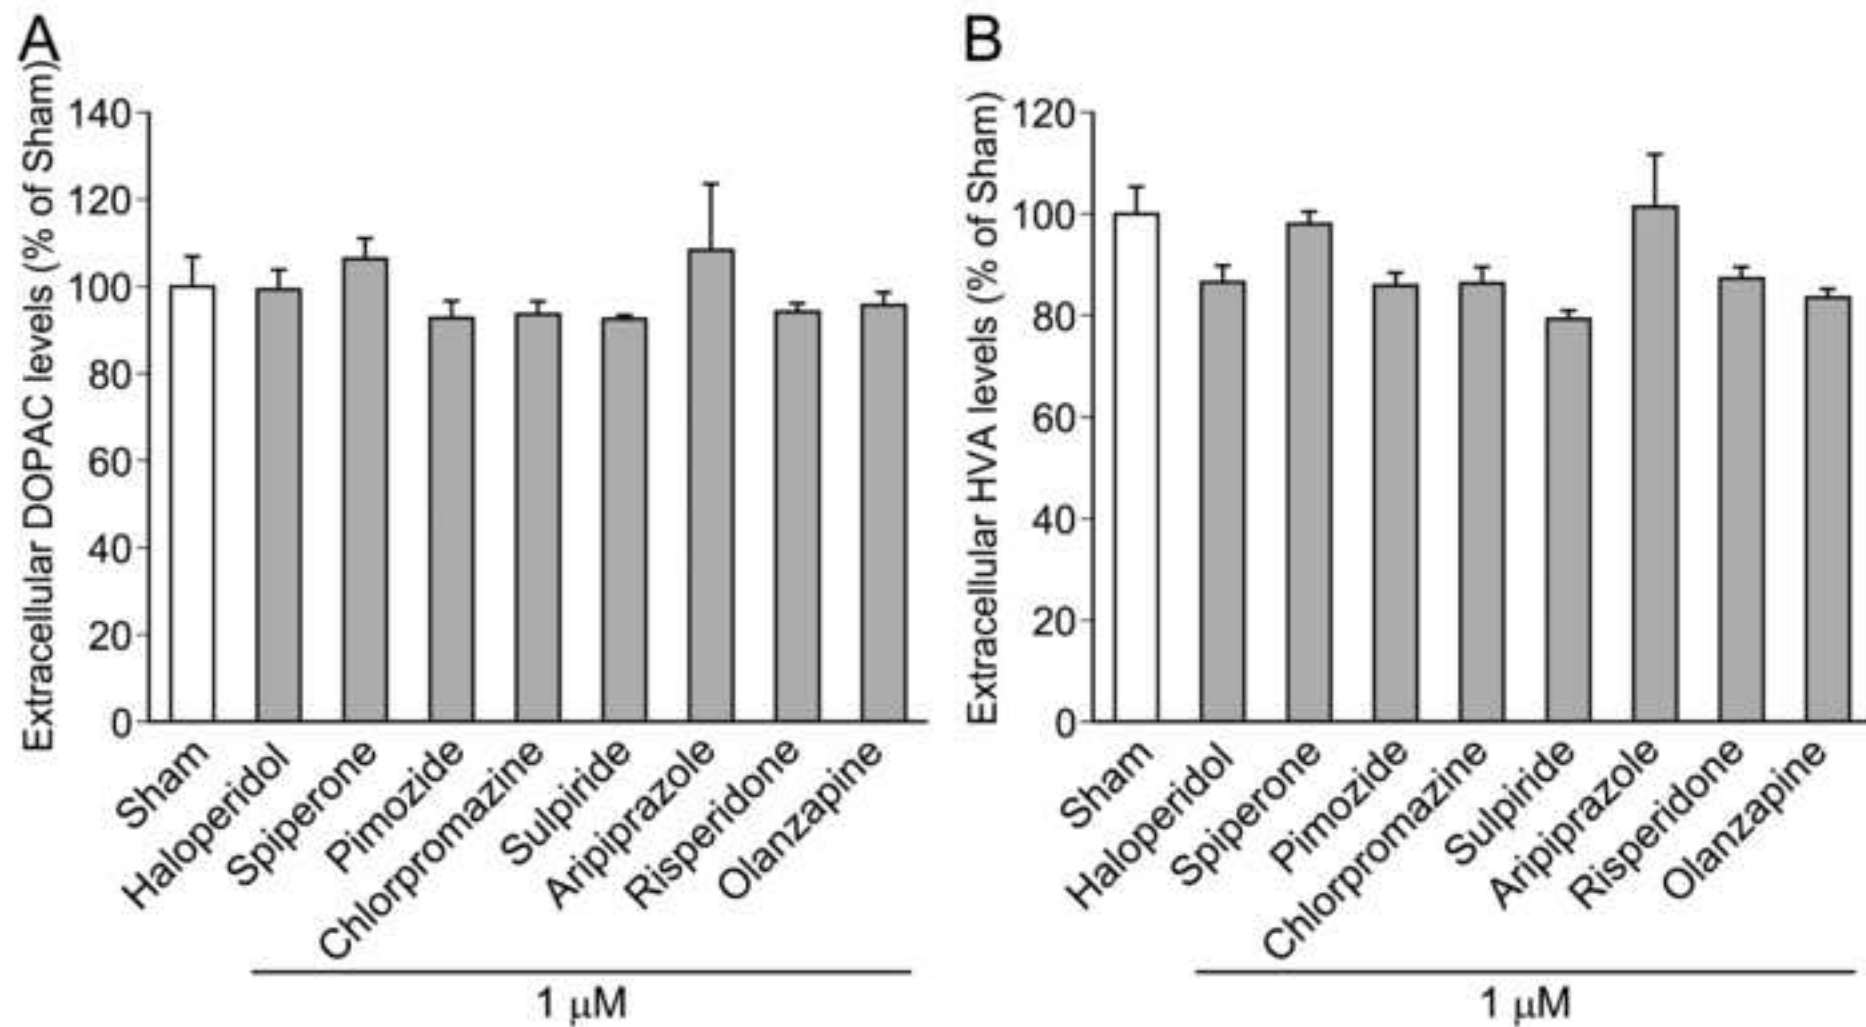 A
Extracellular DOPAC levels (% of Sham)
140
120
100
80
60
40
20
0
Sham
Haloperidol
Spiperone
Pimozide
Chlorpromazine
Sulpiride
Aripiprazole
Risperidone
Olanzapine
1 μM
B
Extracellular HVA levels (% of Sham)
120
100
80
60
40
20
0
Sham
Haloperidol
Spiperone
Pimozide
Chlorpromazine
Sulpiride
Aripiprazole
Risperidone
Olanzapine
1 μM